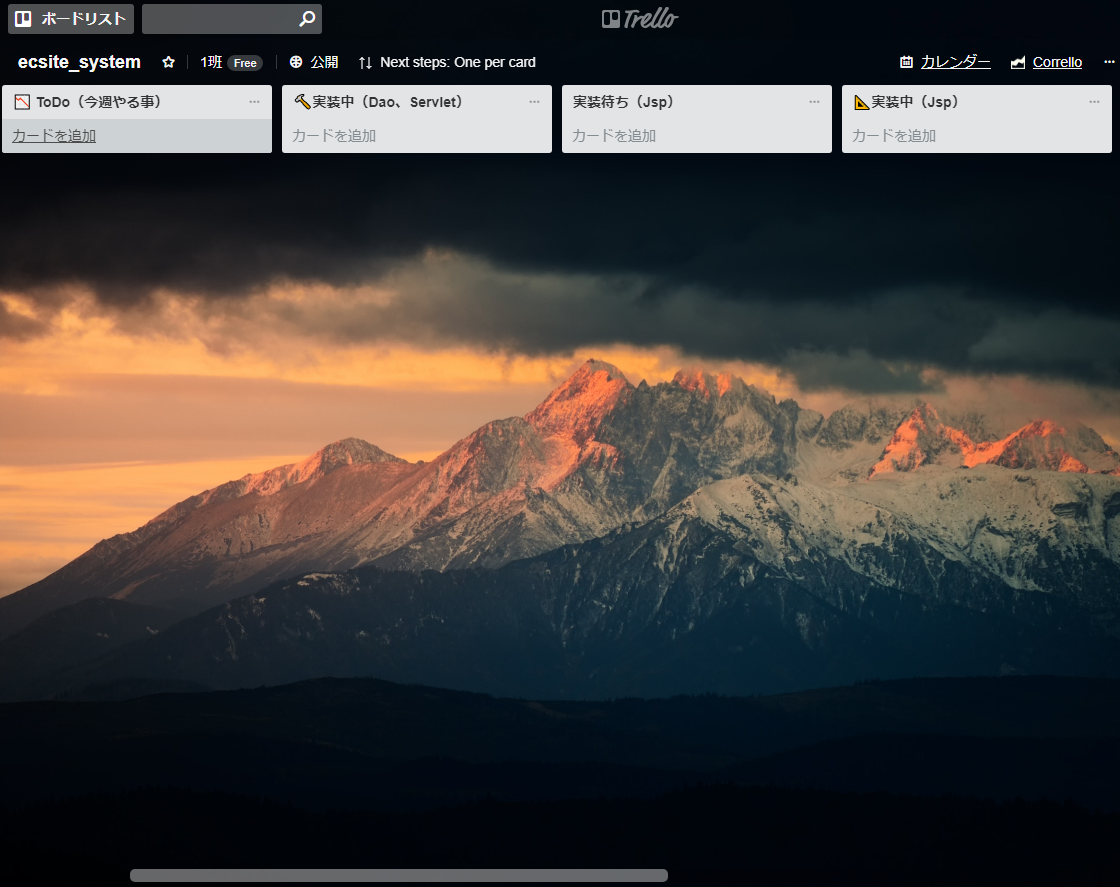 ボードリスト
Trello
ecsite_system 1班 Free 公開 Next steps: One per card カレンダー Corrello
ToDo（今週やる事）
カードを追加
実装中（Dao、Servlet）
カードを追加
実装待ち（Jsp）
カードを追加
実装中（Jsp）
カードを追加